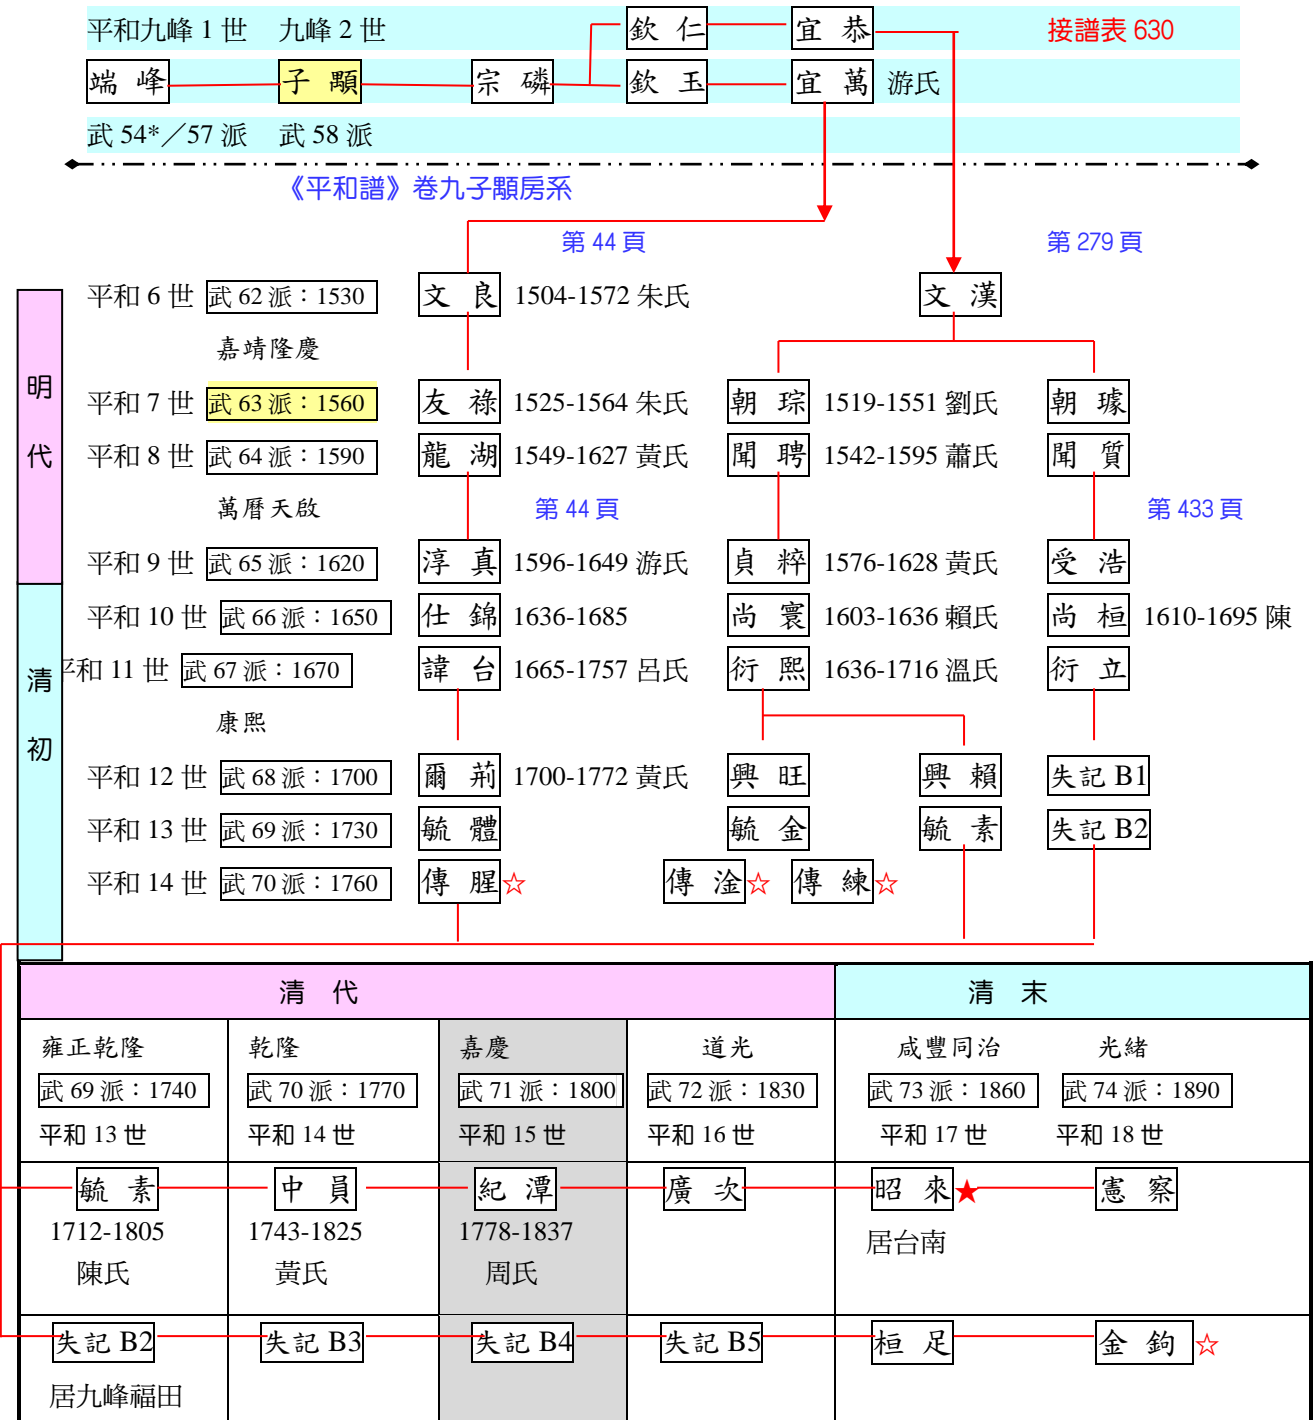 平和九峰 1 世 九峰 2 世 欽 仁 宜 恭 接譜表 630
端 峰 子 顒 宗 磷 欽 玉 宜 萬 游氏
武 54*／57 派 武 58 派
《平和譜》卷九子顒房系
第 44 頁 第 279 頁
平和 6 世 武 62 派：1530 文 良 1504-1572 朱氏 文 漢
嘉靖隆慶
明代
平和 7 世 武 63 派：1560 友 祿 1525-1564 朱氏 朝 琮 1519-1551 劉氏 朝 璩
平和 8 世 武 64 派：1590 龍 湖 1549-1627 黃氏 聞 聘 1542-1595 蕭氏 聞 質
萬曆天啟 第 44 頁 第 433 頁
平和 9 世 武 65 派：1620 淳 真 1596-1649 游氏 貞 粹 1576-1628 黃氏 受 浩
平和 10 世 武 66 派：1650 仕 錦 1636-1685 尚 寰 1603-1636 賴氏 尚 桓 1610-1695 陳
清初
平和 11 世 武 67 派：1670 諱 台 1665-1757 呂氏 衍 熙 1636-1716 溫氏 衍 立
康熙
平和 12 世 武 68 派：1700 爾 荊 1700-1772 黃氏 興 旺 興 賴 失記 B1
平和 13 世 武 69 派：1730 毓 體 毓 金 毓 素 失記 B2
平和 14 世 武 70 派：1760 傳 腥☆ 傳 淦☆ 傳 練☆
清 代 清 末
雍正乾隆 乾隆 嘉慶 道光 咸豐同治 光緒
武 69 派：1740 武 70 派：1770 武 71 派：1800 武 72 派：1830 武 73 派：1860 武 74 派：1890
平和 13 世 平和 14 世 平和 15 世 平和 16 世 平和 17 世 平和 18 世
毓 素 中 員 紀 潭 廣 次 昭 來★ 憲 察
1712-1805 1743-1825 1778-1837 居台南
陳氏 黃氏 周氏
失記 B2 失記 B3 失記 B4 失記 B5 桓 足 金 鉤☆
居九峰福田